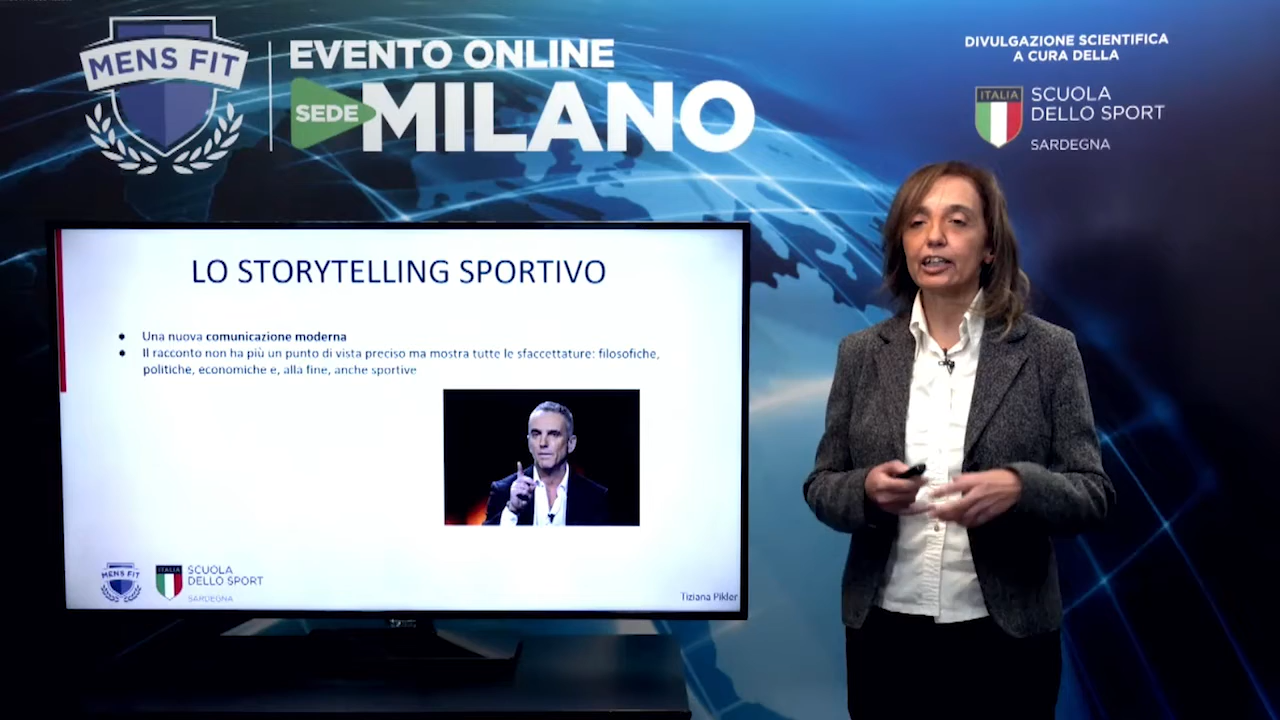 MENS FIT
EVENTO ONLINE
SEDE
MILANO
DIVULGAZIONE SCIENTIFICA
A CURA DELLA
ITALIA
SCUOLA
DELLO SPORT
SARDEGNA
LO STORYTELLING SPORTIVO
● Una nuova comunicazione moderna
● Il racconto non ha più un punto di vista preciso ma mostra tutte le sfaccettature: filosofiche,
politiche, economiche e, alla fine, anche sportive
MENS FIT
ITALIA
SCUOLA
DELLO SPORT
SARDEGNA
Tiziana Pikler